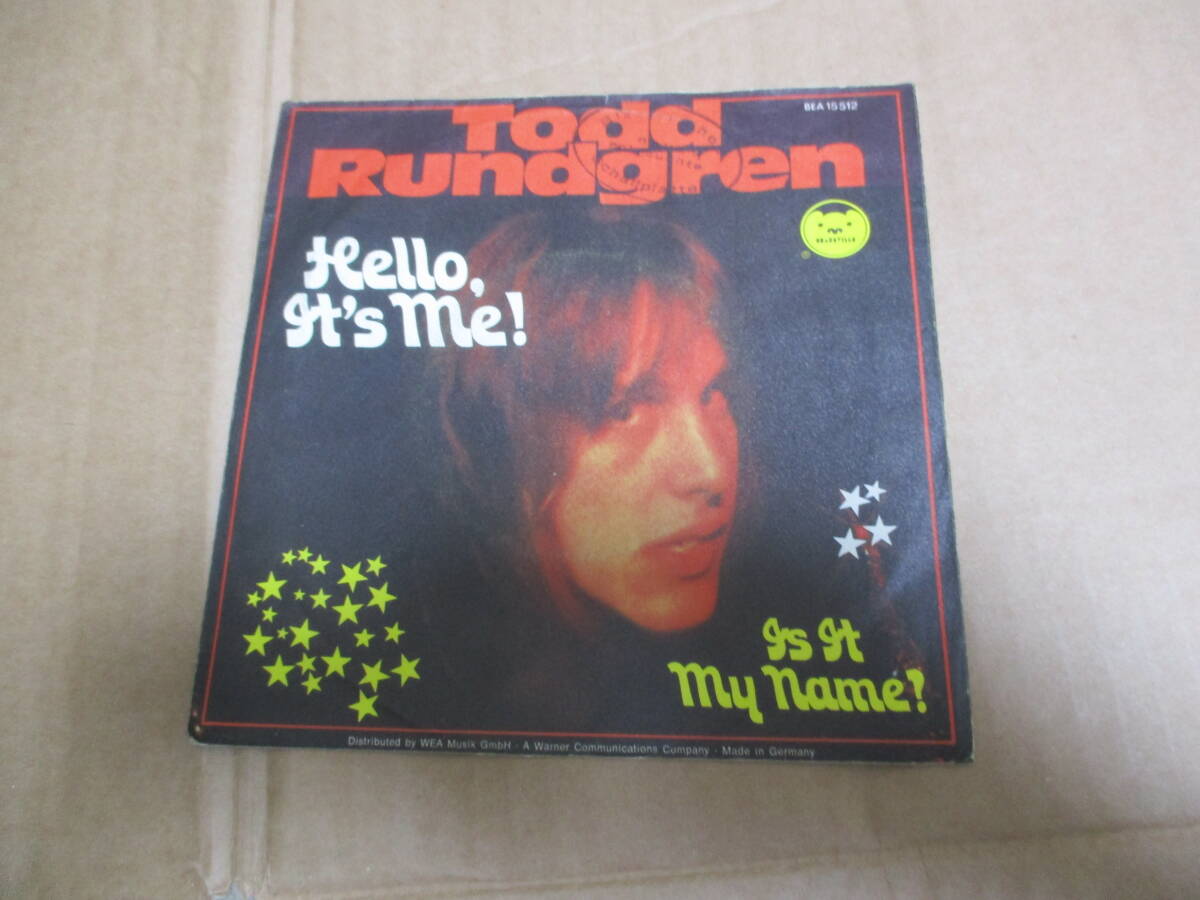 BEA 15 512
Todd
Rundgren
BEARSVILLE
®
Hello,
It's Me!
Is It
My Name?
Distributed by WEA Musik GmbH · A Warner Communications Company · Made in Germany